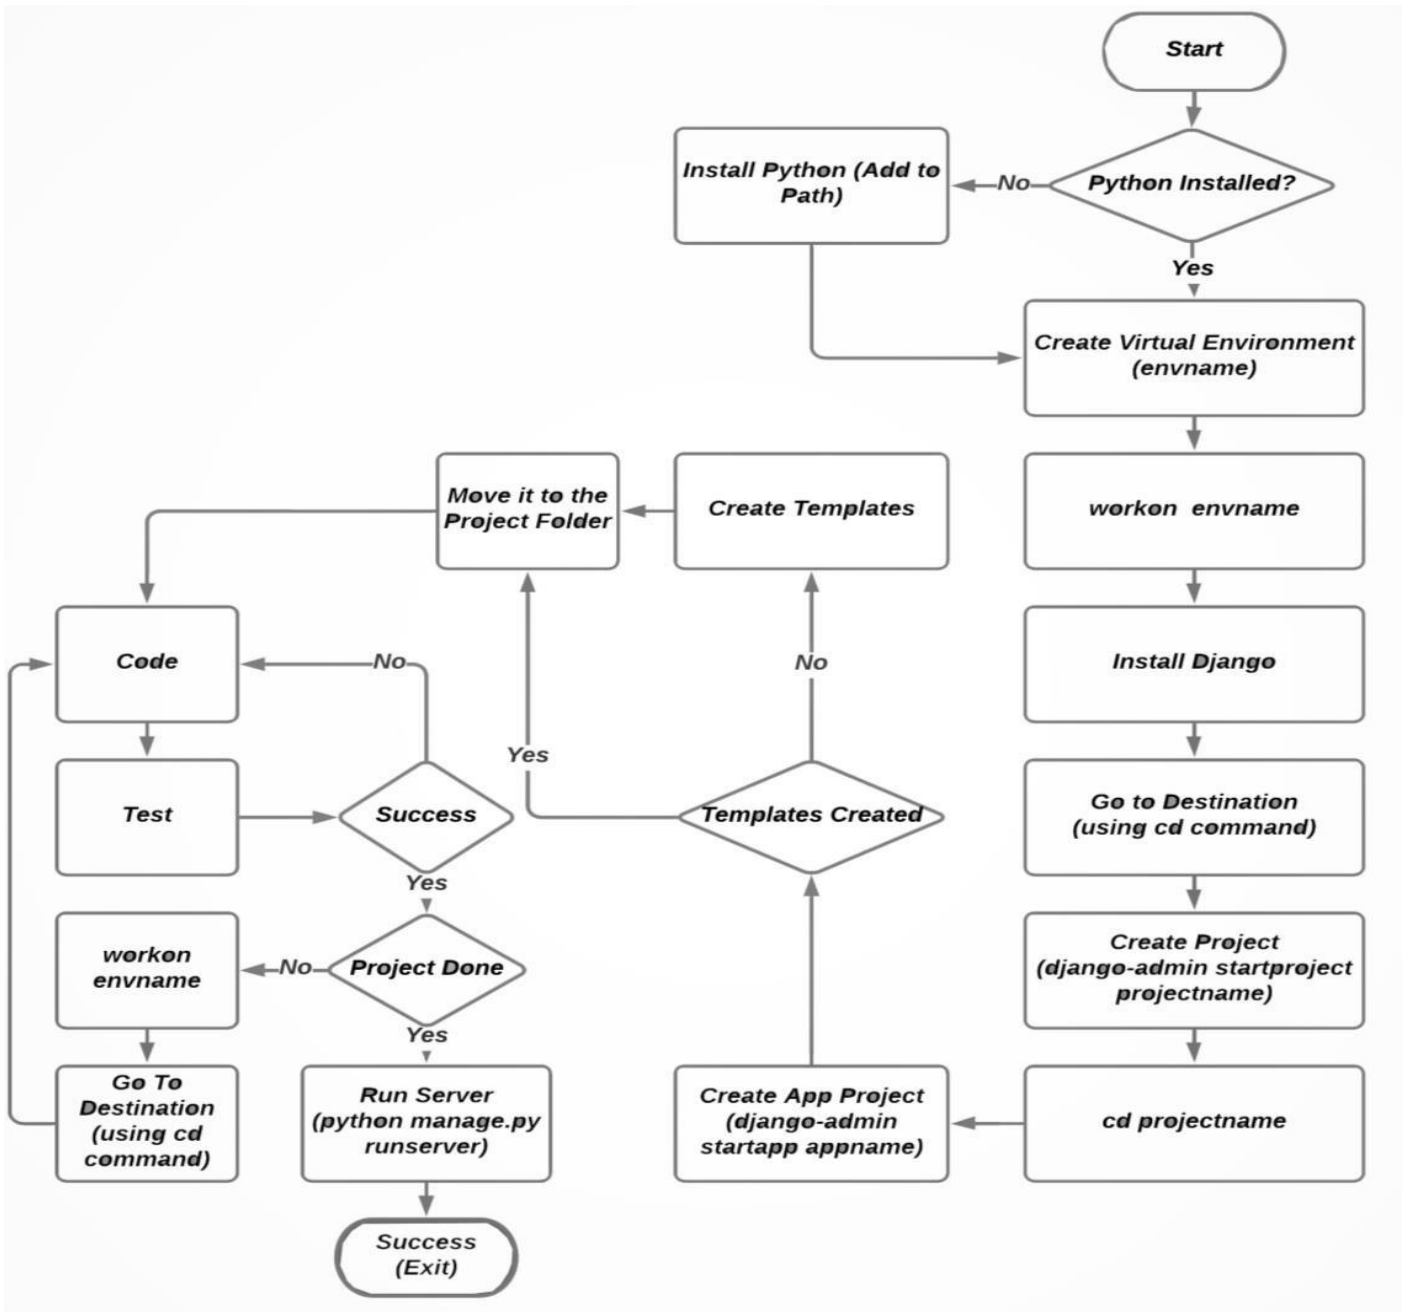 Start
Python Installed?
No
Install Python (Add to
Path)
Yes
Create Virtual Environment
(envname)
workon envname
Install Django
Go to Destination
(using cd command)
Create Project
(django-admin startproject
projectname)
cd projectname
Create App Project
(django-admin
startapp appname)
Templates Created
No
Create Templates
Yes
Move it to the
Project Folder
Code
Test
Success
No
Yes
Project Done
No
workon
envname
Go To
Destination
(using cd
command)
Yes
Run Server
(python manage.py
runserver)
Success
(Exit)